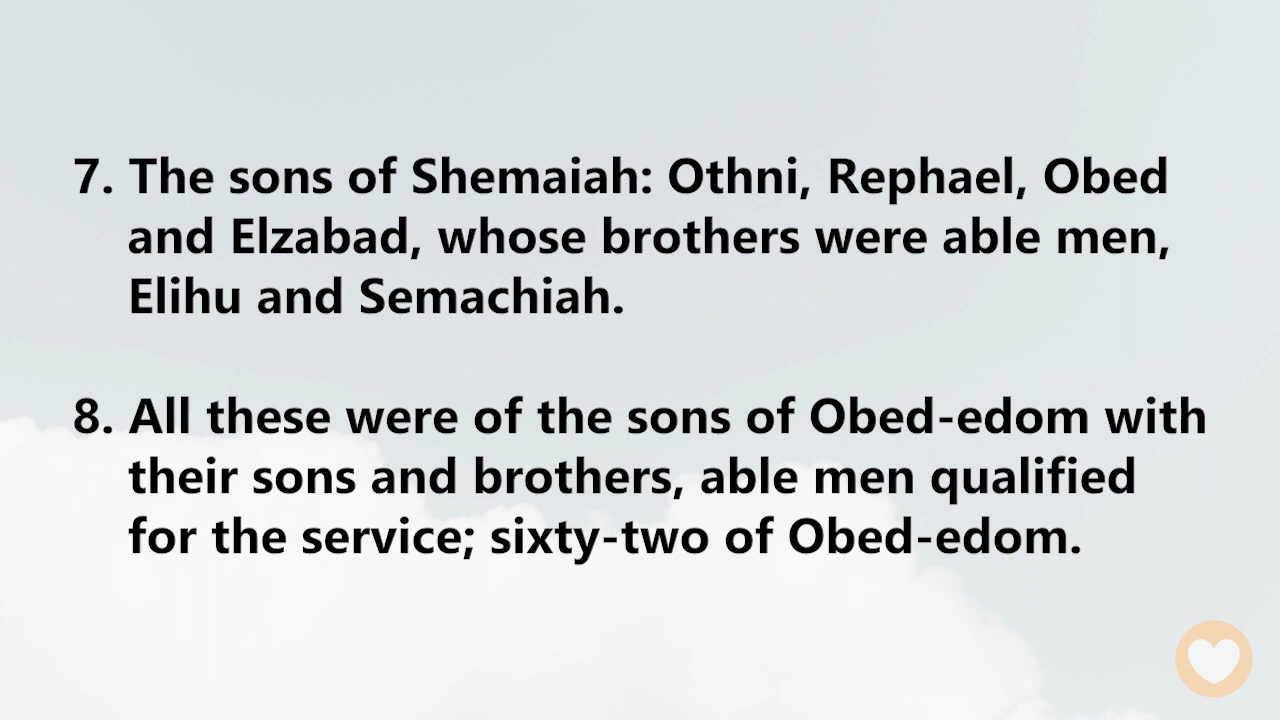 7. The sons of Shemaiah: Othni, Rephael, Obed
and Elzabad, whose brothers were able men,
Elihu and Semachiah.
8. All these were of the sons of Obed-edom with
their sons and brothers, able men qualified
for the service; sixty-two of Obed-edom.